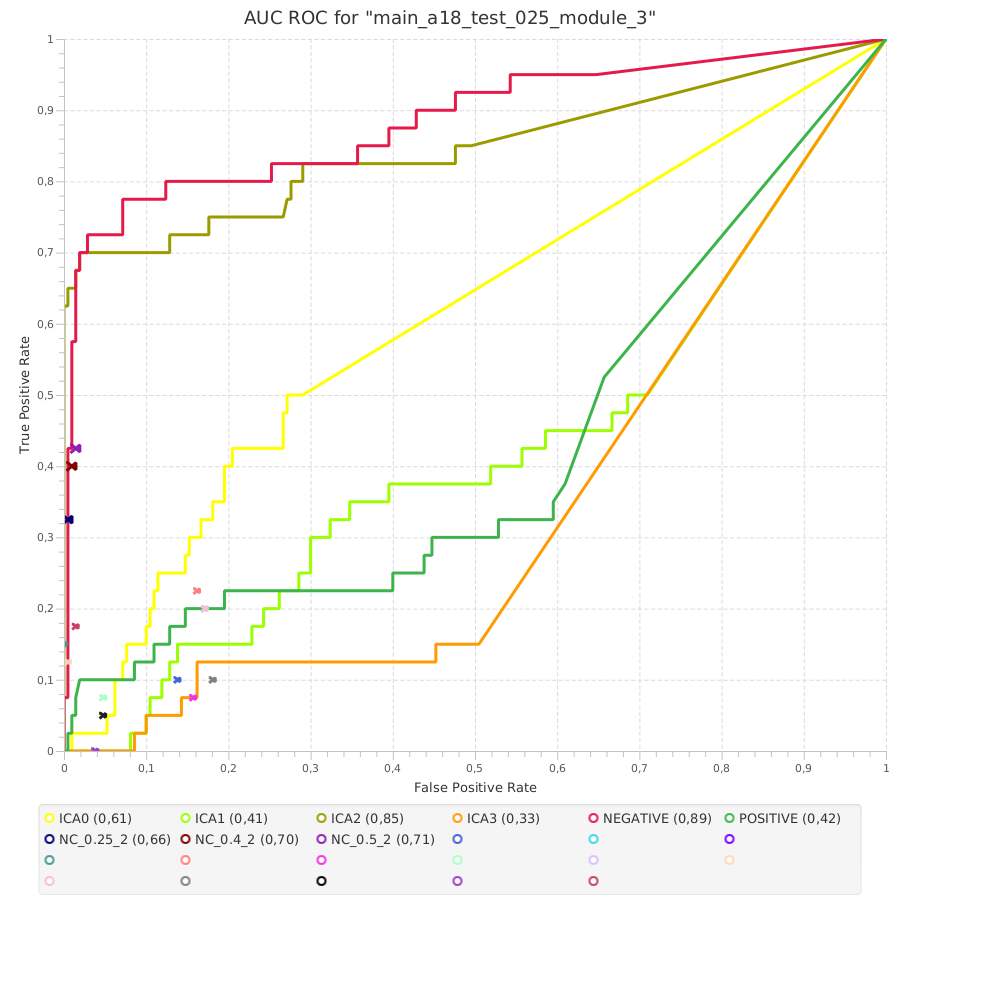 AUC ROC for "main_a18_test_025_module_3"
1
0,9
0,8
0,7
0,6
0,5
0,4
0,3
0,2
0,1
0
True Positive Rate
0 0,1 0,2 0,3 0,4 0,5 0,6 0,7 0,8 0,9 1
False Positive Rate
ICA0 (0,61) ICA1 (0,41) ICA2 (0,85) ICA3 (0,33) NEGATIVE (0,89) POSITIVE (0,42)
NC_0.25_2 (0,66) NC_0.4_2 (0,70) NC_0.5_2 (0,71)